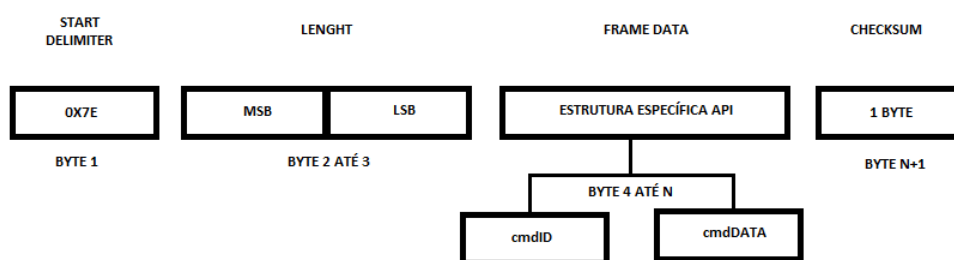 START
DELIMITER
LENGHT
FRAME DATA
CHECKSUM
0X7E
MSB
LSB
ESTRUTURA ESPECÍFICA API
1 BYTE
BYTE 1
BYTE 2 ATÉ 3
BYTE N+1
BYTE 4 ATÉ N
cmdID
cmdDATA